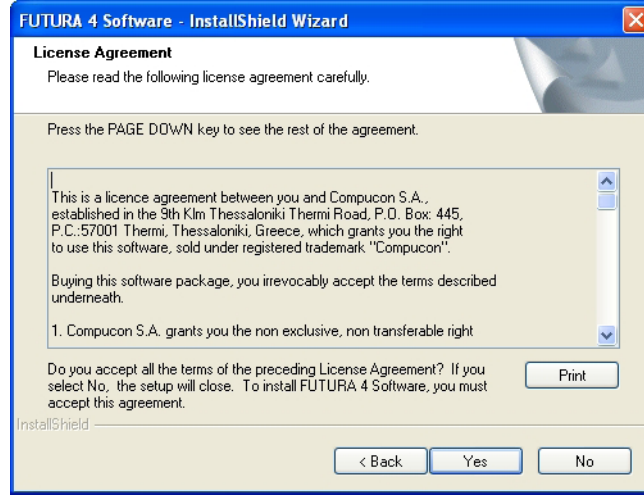 FUTURA 4 Software - InstallShield Wizard
License Agreement
Please read the following license agreement carefully.
Press the PAGE DOWN key to see the rest of the agreement.
This is a licence agreement between you and Compucon S.A.,
established in the 9th Klm Thessaloniki Thermi Road, P.O. Box: 445,
P.C.:57001 Thermi, Thessaloniki, Greece, which grants you the right
to use this software, sold under registered trademark "Compucon".
Buying this software package, you irrevocably accept the terms described
underneath.
1. Compucon S.A. grants you the non exclusive, non transferable right
Do you accept all the terms of the preceding License Agreement? If you
select No, the setup will close. To install FUTURA 4 Software, you must
accept this agreement.
Print
InstallShield
< Back
Yes
No